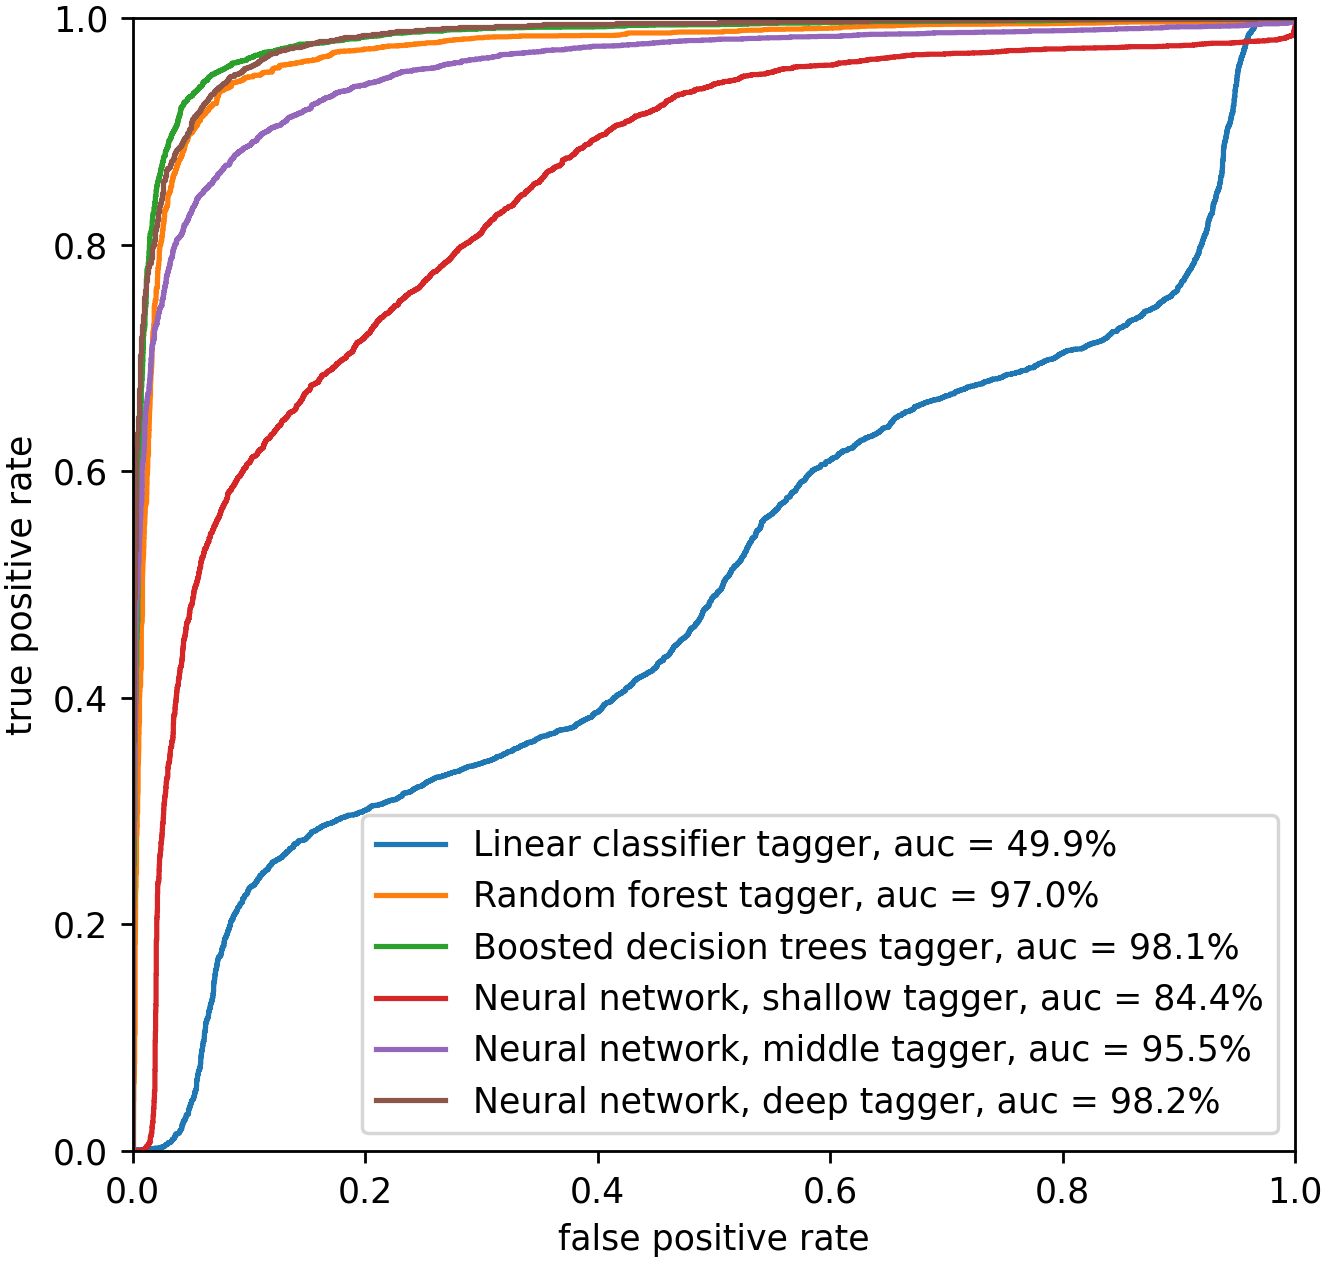 1.0
0.8
0.6
0.4
0.2
0.0
true positive rate
Linear classifier tagger, auc = 49.9%
Random forest tagger, auc = 97.0%
Boosted decision trees tagger, auc = 98.1%
Neural network, shallow tagger, auc = 84.4%
Neural network, middle tagger, auc = 95.5%
Neural network, deep tagger, auc = 98.2%
0.0 0.2 0.4 0.6 0.8 1.0
false positive rate